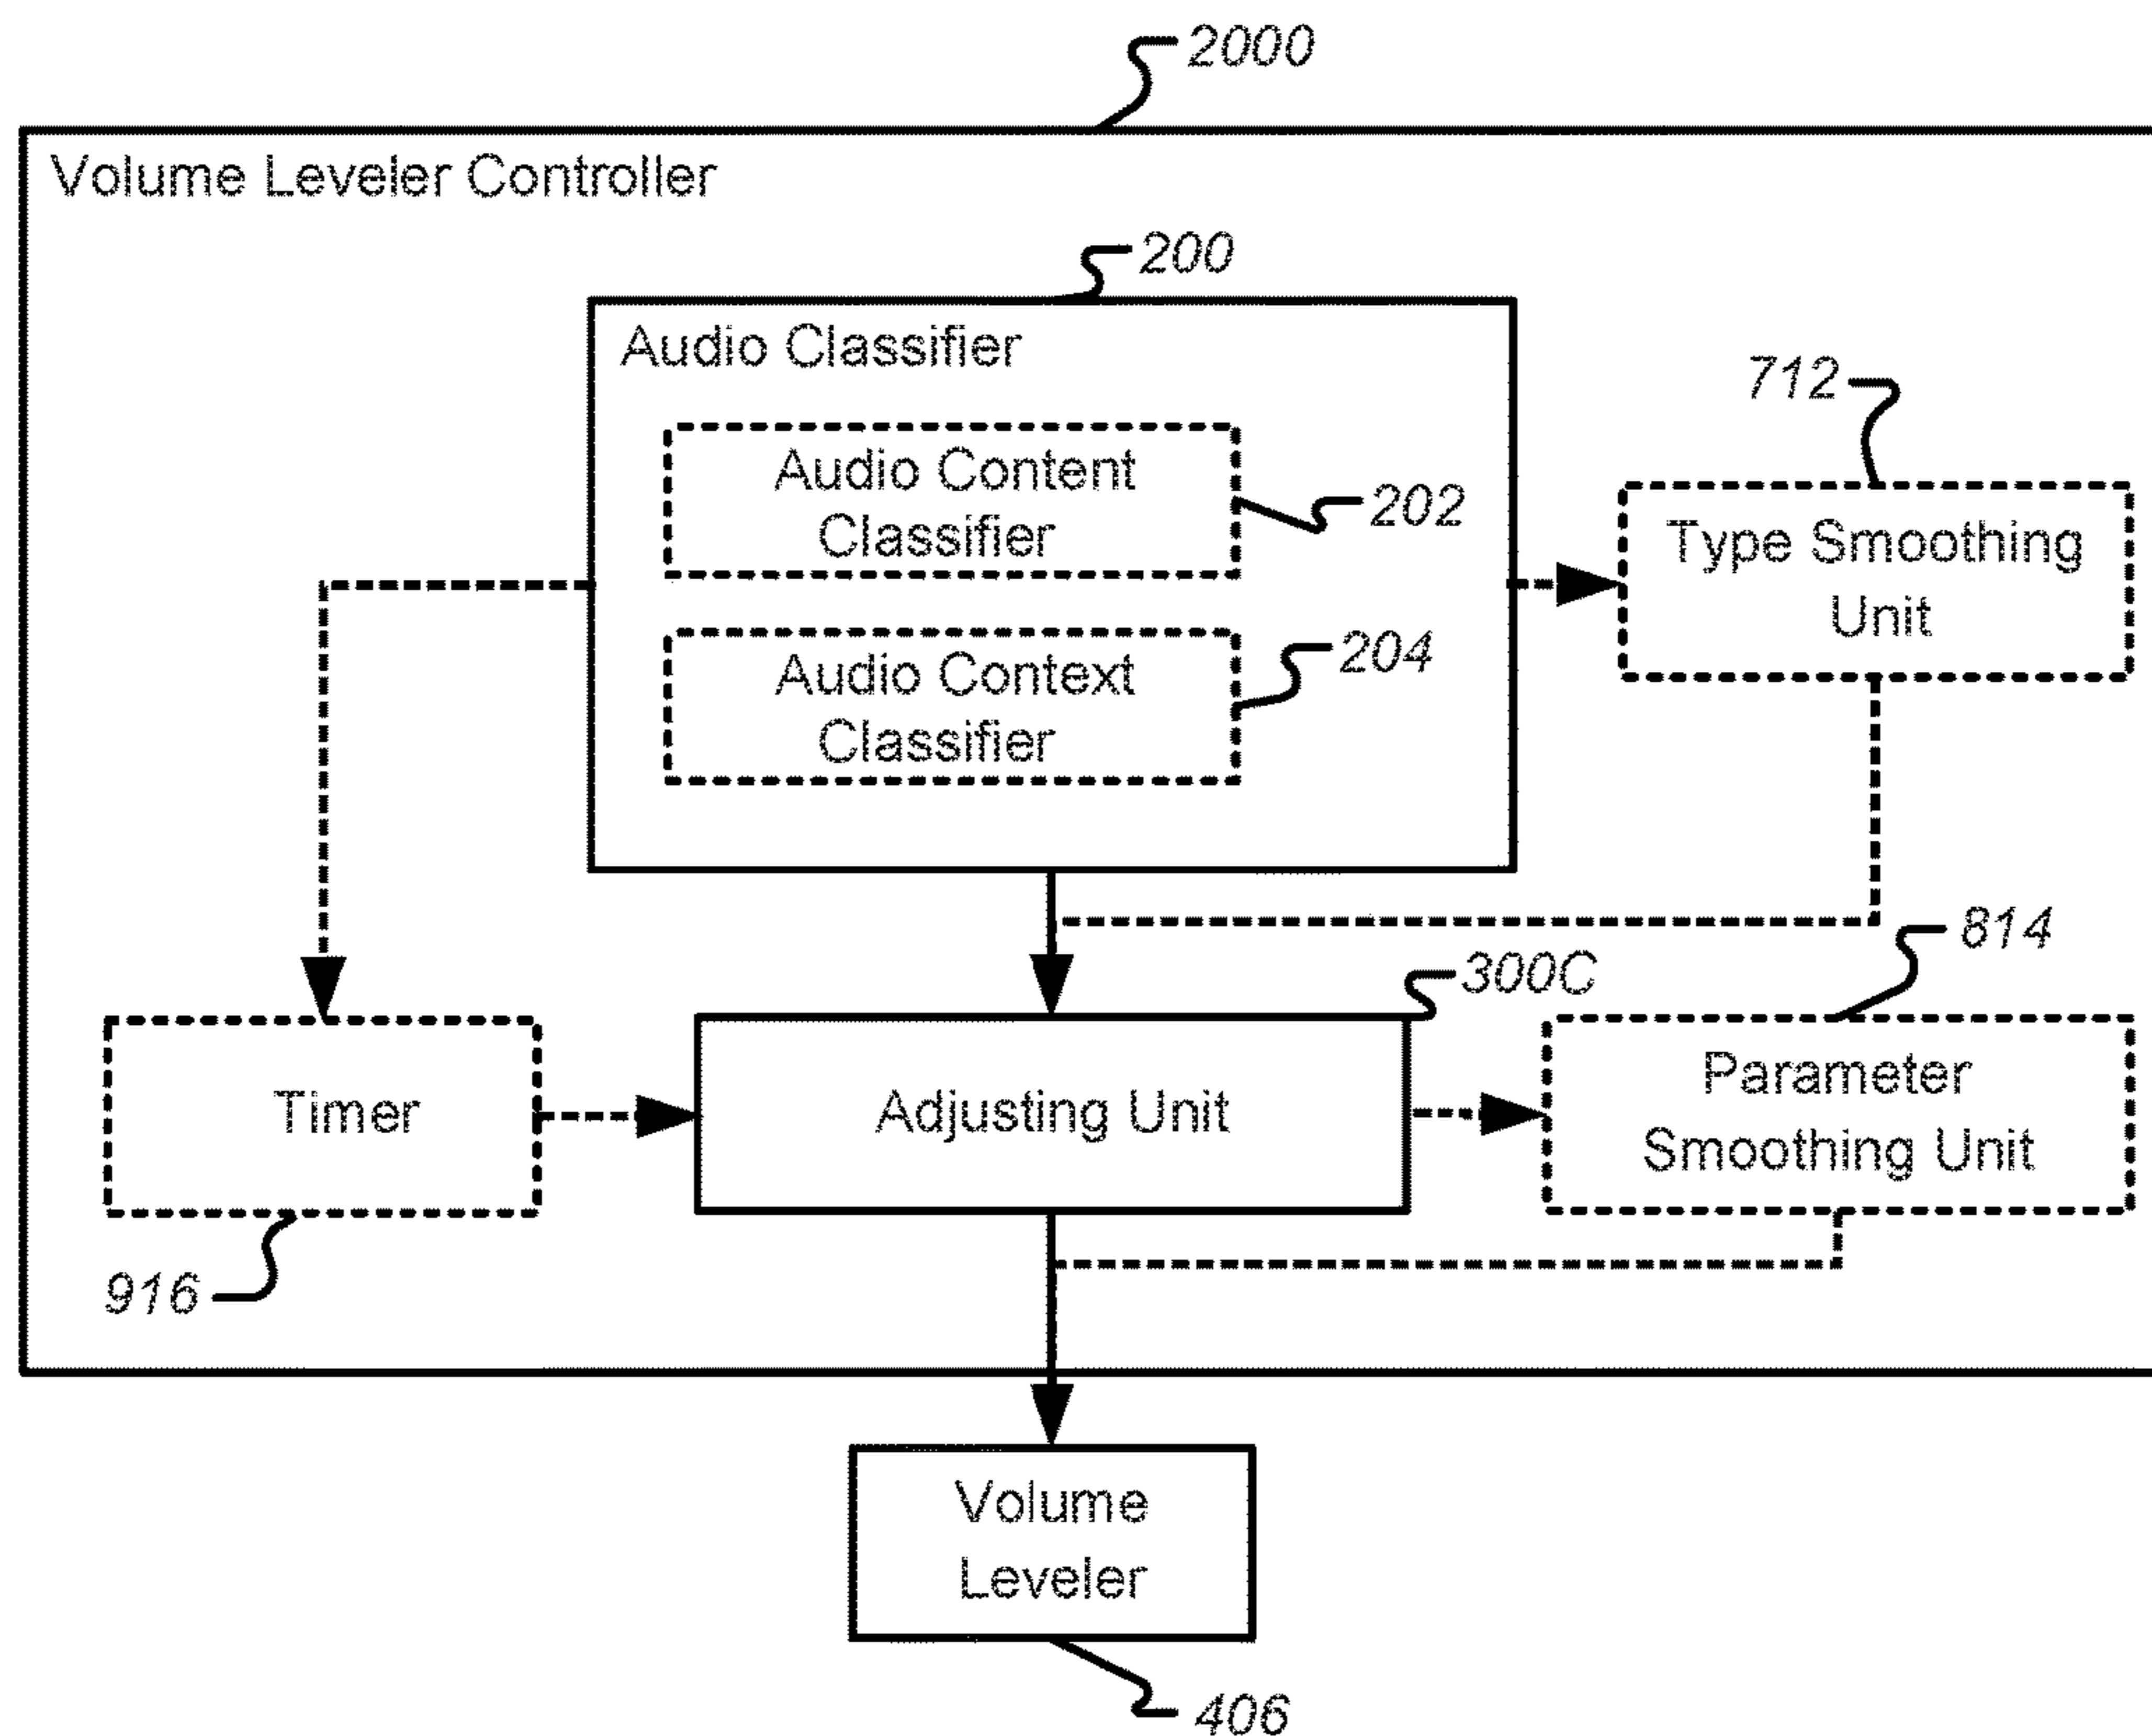 2000
Volume Leveler Controller
200
Audio Classifier
712
Audio Content
Classifier
202
Type Smoothing
Unit
Audio Context
Classifier
204
814
300C
Timer
Adjusting Unit
Parameter
Smoothing Unit
916
Volume
Leveler
406